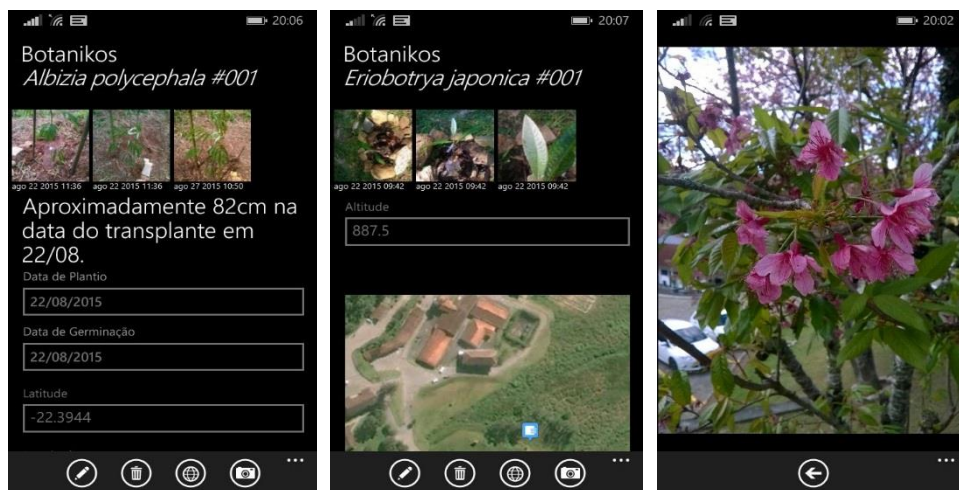 20:06
Botanikos
Albizia polycephala #001
ago 22 2015 11:36 ago 22 2015 11:36 ago 27 2015 10:50
Aproximadamente 82cm na
data do transplante em
22/08.
Data de Plantio
22/08/2015
Data de Germinação
22/08/2015
Latitude
-22.3944
20:07
Botanikos
Eriobotrya japonica #001
ago 22 2015 09:42 ago 22 2015 09:42 ago 22 2015 09:42
Altitude
887.5
20:02